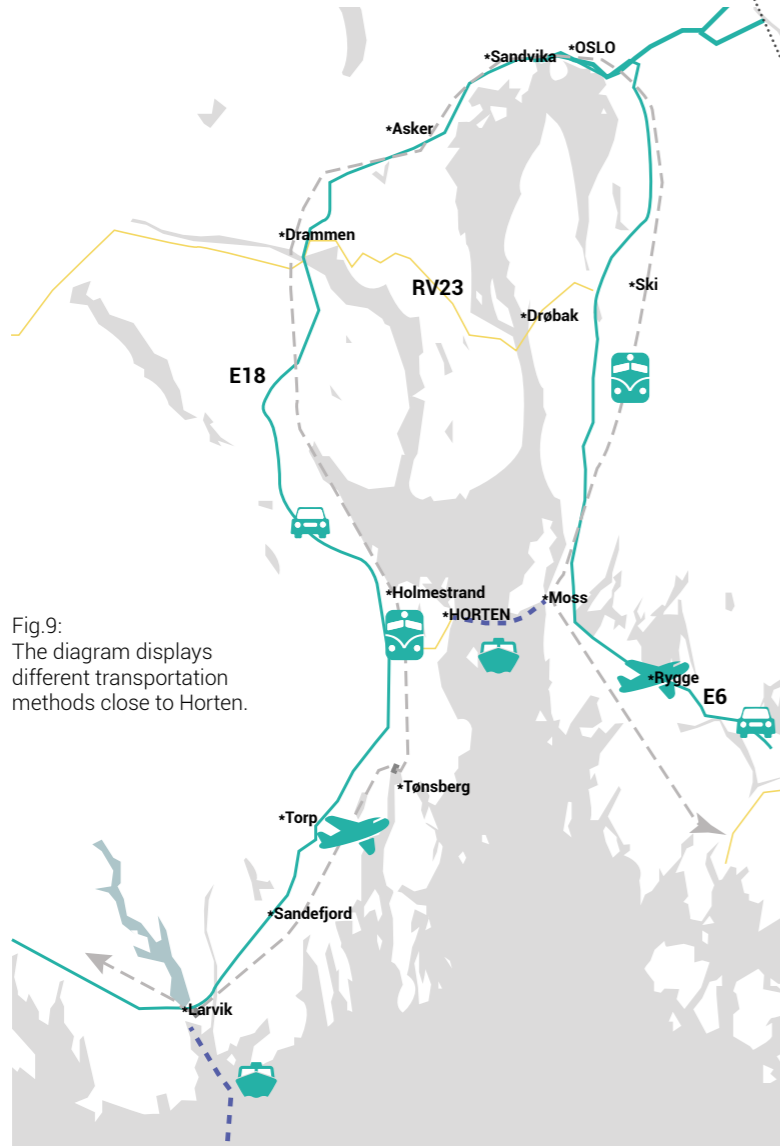 *Sandvika
*OSLO
*Asker
*Drammen
RV23
*Ski
*Drøbak
E18
*Holmestrand
*Moss
*HORTEN
Fig.9:
The diagram displays
different transportation
methods close to Horten.
*Rygge
E6
*Tønsberg
*Torp
*Sandefjord
*Larvik